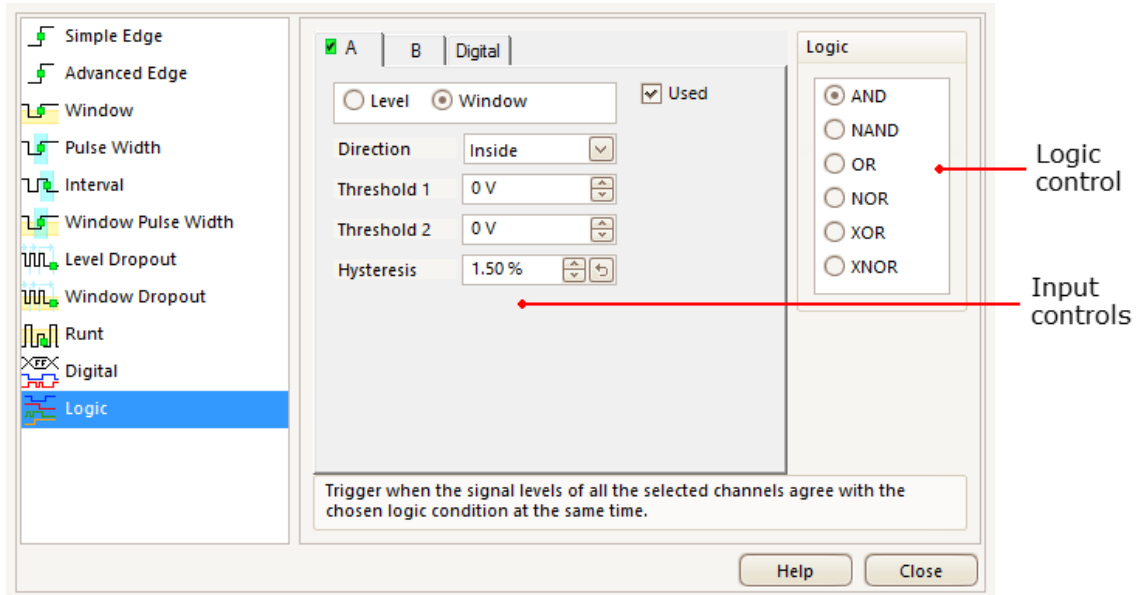 Simple Edge
Advanced Edge
Window
Pulse Width
Interval
Window Pulse Width
Level Dropout
Window Dropout
Runt
FF
Digital
Logic
A B Digital
Level Window
Used
Direction Inside
Threshold 1 0 V
Threshold 2 0 V
Hysteresis 1.50 %
Logic
AND
NAND
OR
NOR
XOR
XNOR
Logic
control
Input
controls
Trigger when the signal levels of all the selected channels agree with the
chosen logic condition at the same time.
Help Close